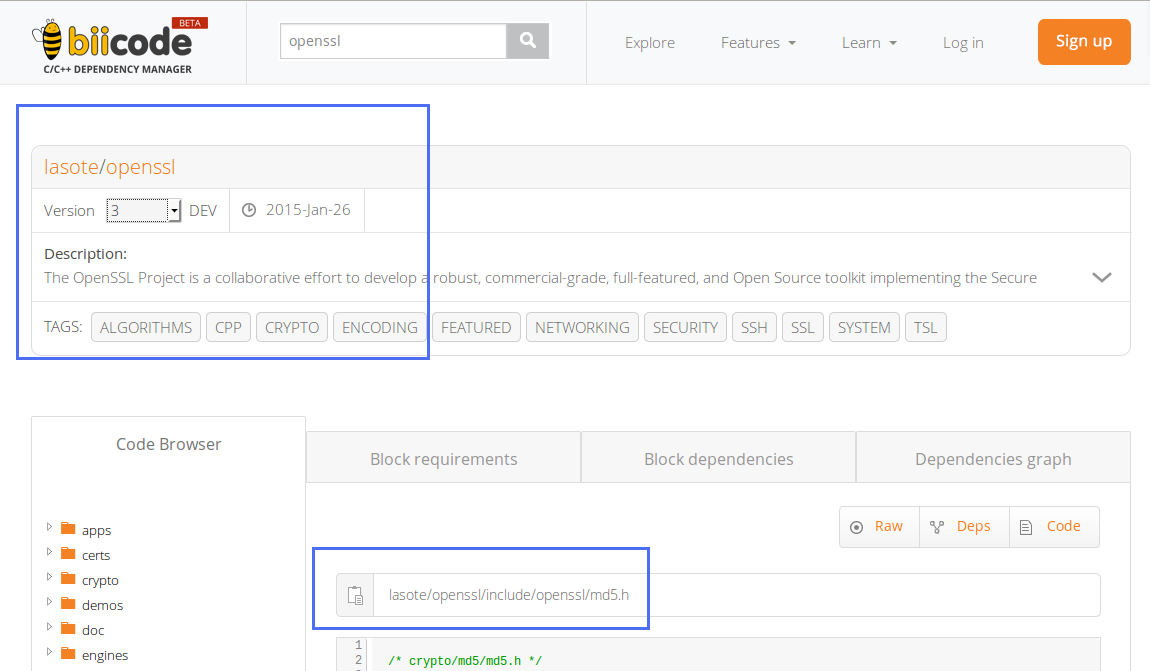 biicode BETA
C/C++ DEPENDENCY MANAGER
openssl
Explore Features Learn Log in Sign up
lasote/openssl
Version 3 DEV 2015-Jan-26
Description:
The OpenSSL Project is a collaborative effort to develop a robust, commercial-grade, full-featured, and Open Source toolkit implementing the Secure
TAGS: ALGORITHMS CPP CRYPTO ENCODING FEATURED NETWORKING SECURITY SSH SSL SYSTEM TSL
Code Browser
Block requirements Block dependencies Dependencies graph
apps
certs
crypto
demos
doc
engines
Raw Deps Code
lasote/openssl/include/openssl/md5.h
1
2 /* crypto/md5/md5.h */